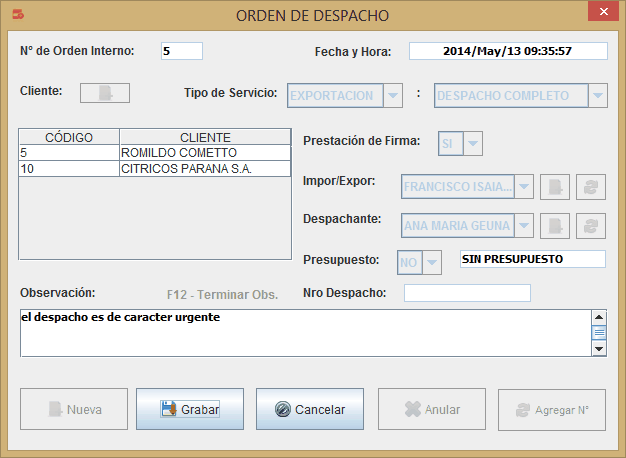 ORDEN DE DESPACHO
N° de Orden Interno: 5 Fecha y Hora: 2014/May/13 09:35:57
Cliente: Tipo de Servicio: EXPORTACION : DESPACHO COMPLETO
CÓDIGO CLIENTE
5 ROMILDO COMETTO
10 CITRICOS PARANA S.A.
Prestación de Firma: SI
Impor/Expor: FRANCISCO ISAIA...
Despachante: ANA MARIA GEUNA
Presupuesto: NO SIN PRESUPUESTO
Observación: F12 - Terminar Obs. Nro Despacho:
el despacho es de caracter urgente
Nueva Grabar Cancelar Anular Agregar N°